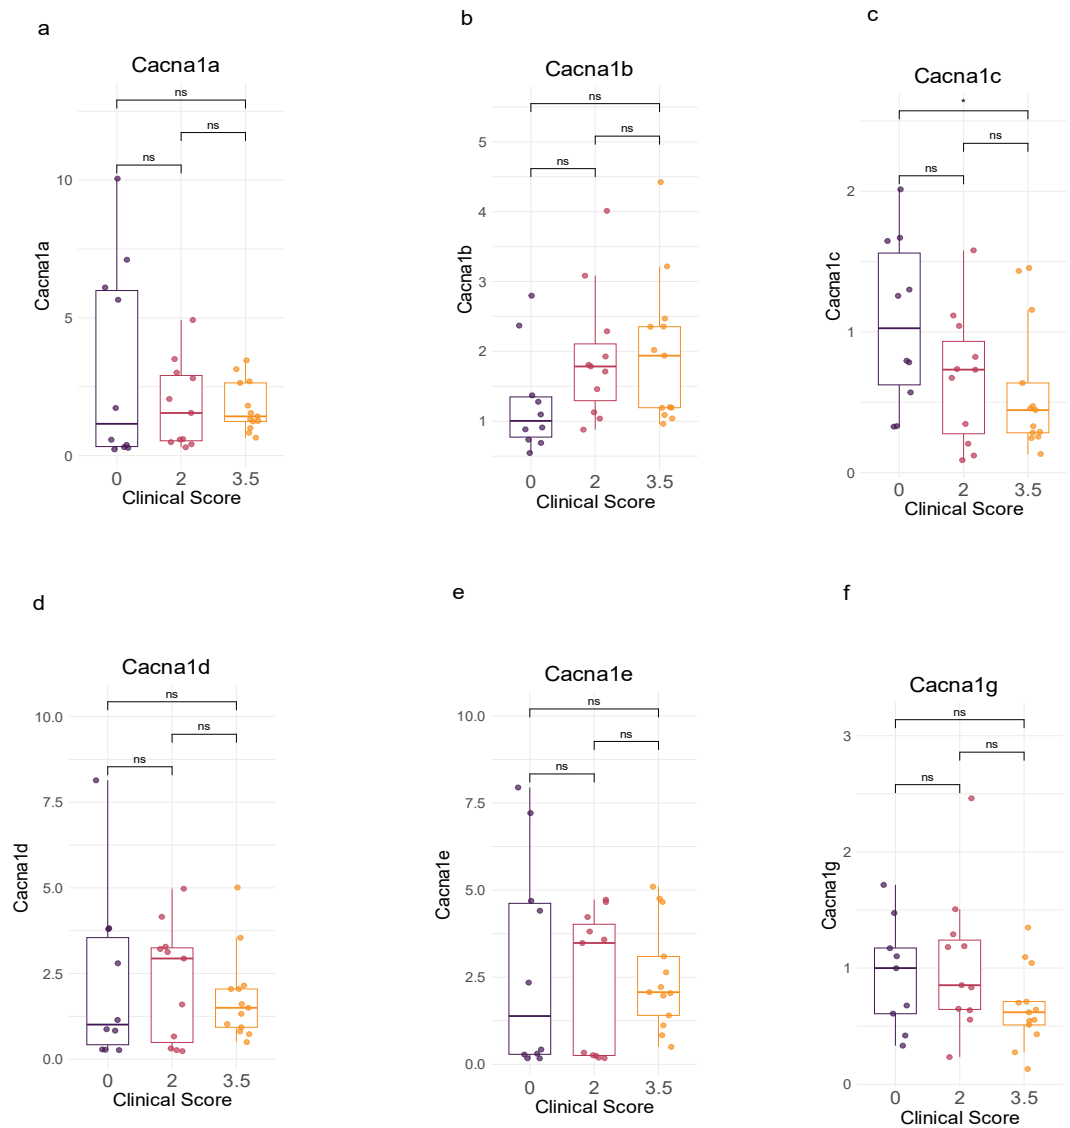 a
Cacna1a
ns
ns
ns
10
5
0
Cacna1a
0 2 3.5
Clinical Score
b
Cacna1b
ns
ns
ns
5
4
3
2
1
Cacna1b
0 2 3.5
Clinical Score
c
Cacna1c
*
ns
ns
2
1
0
Cacna1c
0 2 3.5
Clinical Score
d
Cacna1d
ns
ns
ns
10.0
7.5
5.0
2.5
0.0
Cacna1d
0 2 3.5
Clinical Score
e
Cacna1e
ns
ns
ns
10.0
7.5
5.0
2.5
0.0
Cacna1e
0 2 3.5
Clinical Score
f
Cacna1g
ns
ns
ns
3
2
1
0
Cacna1g
0 2 3.5
Clinical Score